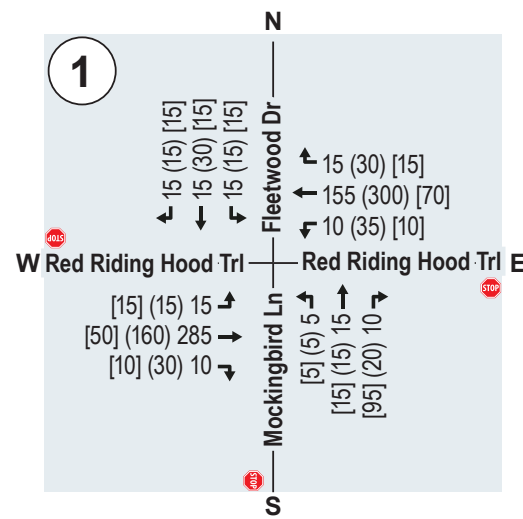 N
1
15 (15) [15]
15 (30) [15]
15 (15) [15]
Fleetwood Dr
15 (30) [15]
155 (300) [70]
10 (35) [10]
STOP
W Red Riding Hood Trl
Red Riding Hood Trl E
STOP
[15] (15) 15
[50] (160) 285
[10] (30) 10
Mockingbird Ln
[5] (5) 5
[15] (15) 15
[95] (20) 10
STOP
S